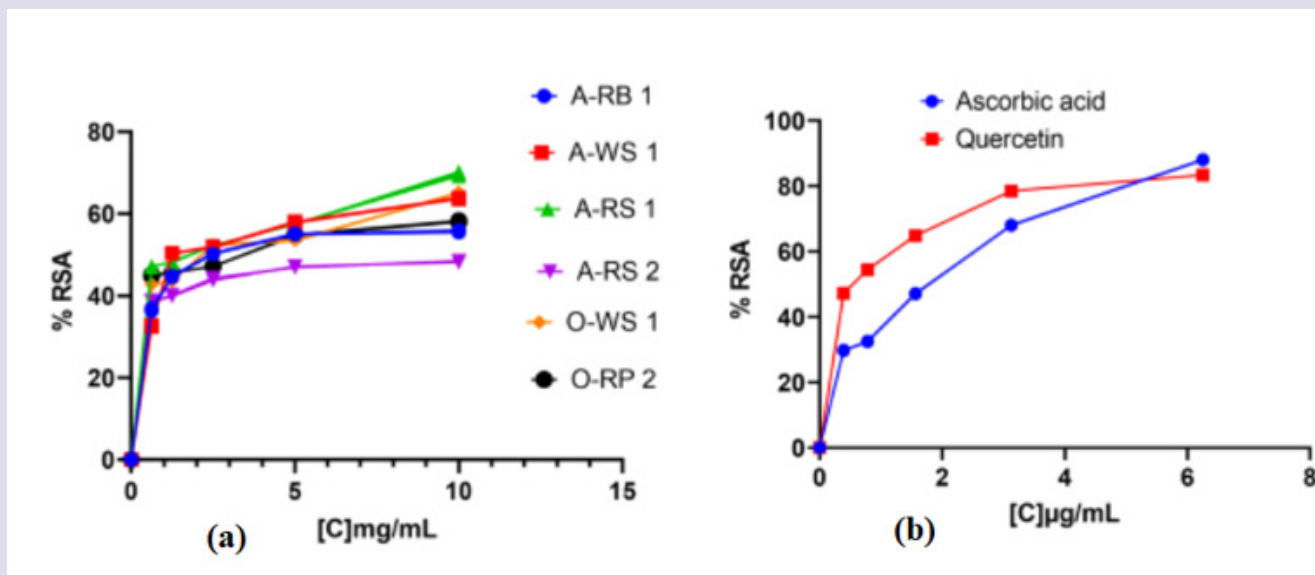 A-RB 1
A-WS 1
A-RS 1
A-RS 2
O-WS 1
O-RP 2
80
60
40
20
0
% RSA
0 5 10 15
[C]mg/mL
(a)
Ascorbic acid
Quercetin
100
80
60
40
20
0
% RSA
0 2 4 6 8
[C]µg/mL
(b)